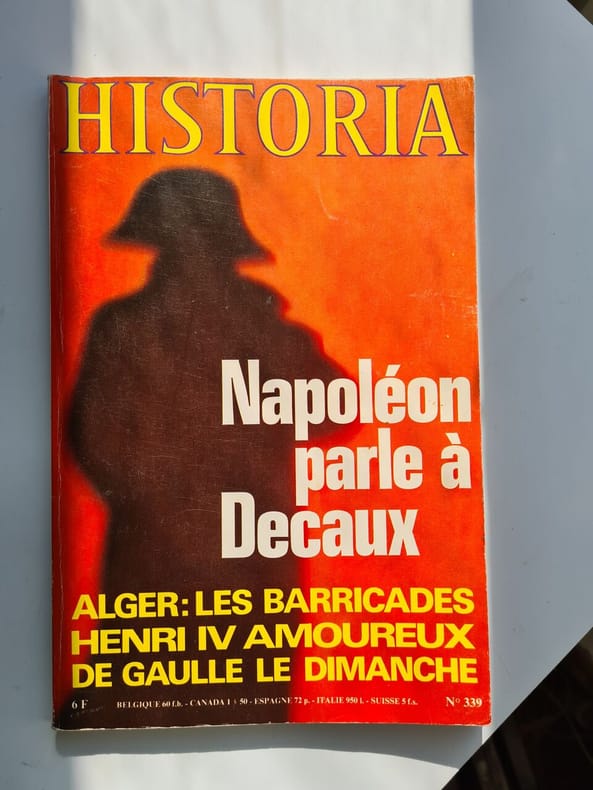 HISTORIA
Napoléon
parle à
Decaux
ALGER: LES BARRICADES
HENRI IV AMOUREUX
DE GAULLE LE DIMANCHE
6 F BELGIQUE 60 f.b. - CANADA 1 $ 50 - ESPAGNE 72 p. - ITALIE 950 l. - SUISSE 5 f.s. N° 339